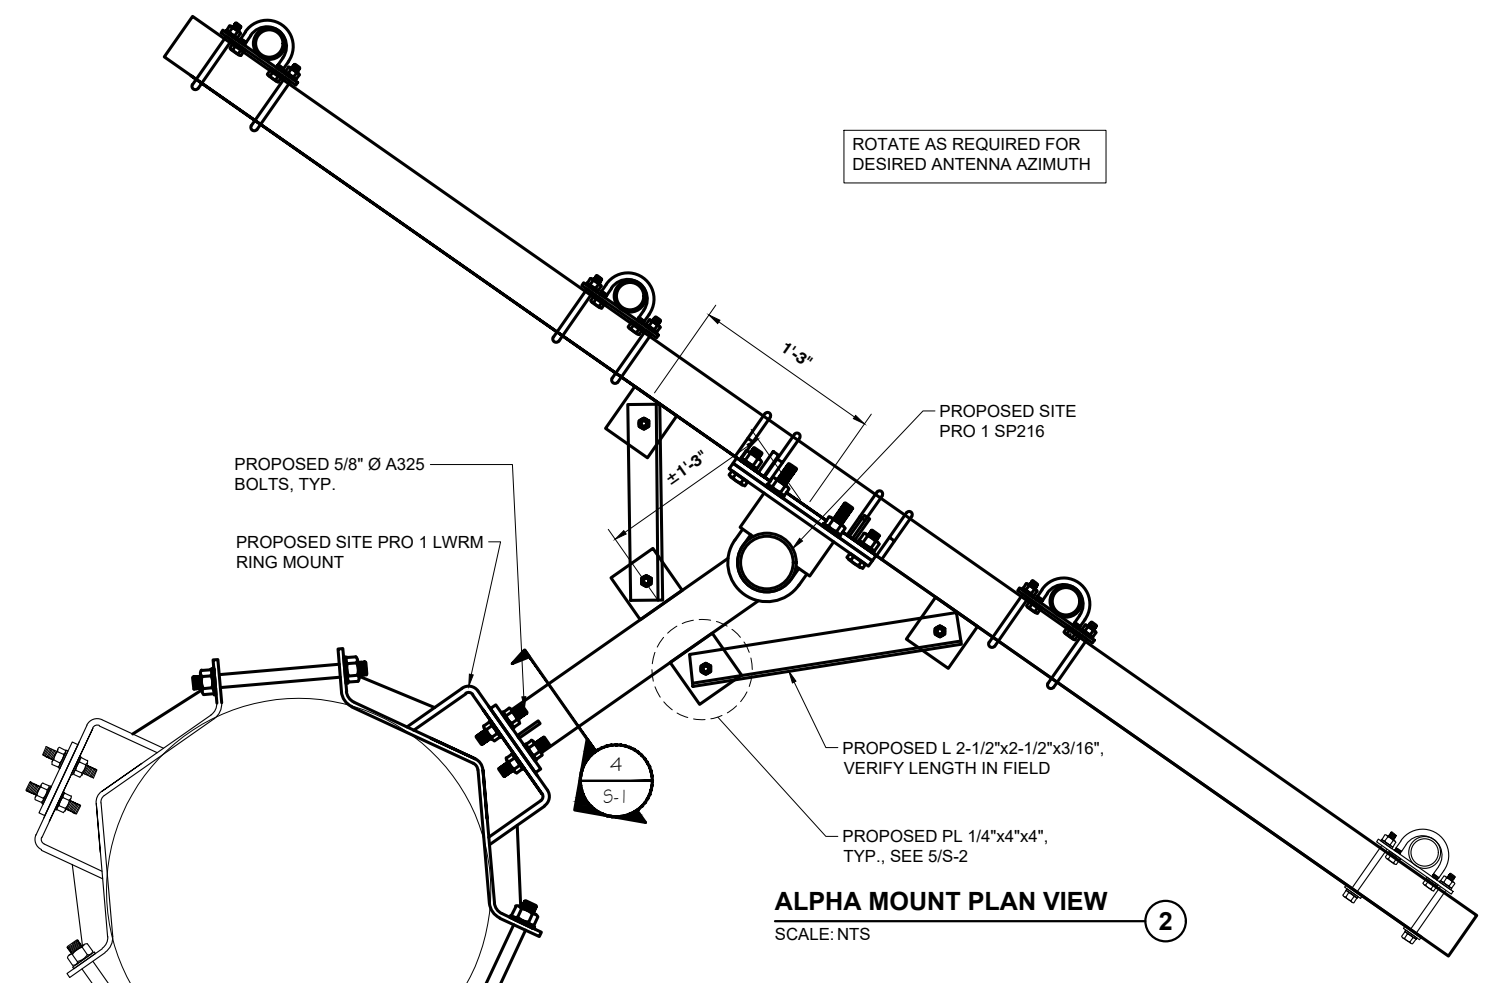 ROTATE AS REQUIRED FOR
DESIRED ANTENNA AZIMUTH
1'-3"
PROPOSED SITE
PRO 1 SP216
±1'-3"
PROPOSED 5/8" Ø A325
BOLTS, TYP.
PROPOSED SITE PRO 1 LWRM
RING MOUNT
4
S-1
PROPOSED L 2-1/2"x2-1/2"x3/16",
VERIFY LENGTH IN FIELD
PROPOSED PL 1/4"x4"x4",
TYP., SEE 5/S-2
ALPHA MOUNT PLAN VIEW
2
SCALE: NTS